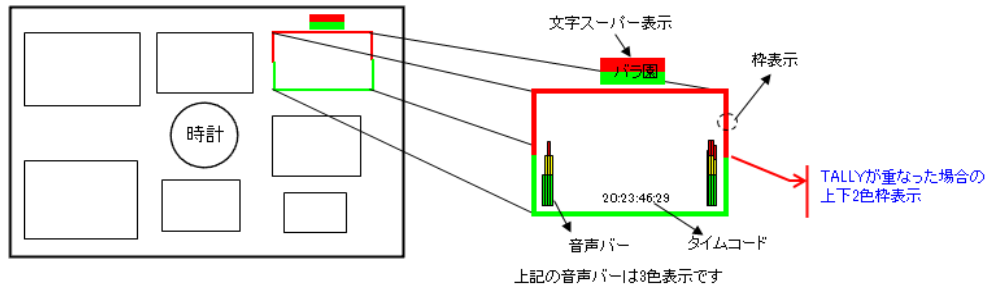 文字スーパー表示
バラ園
枠表示
時計
TALLYが重なった場合の
上下2色枠表示
20:23:46:29
音声バー
タイムコード
上記の音声バーは3色表示です